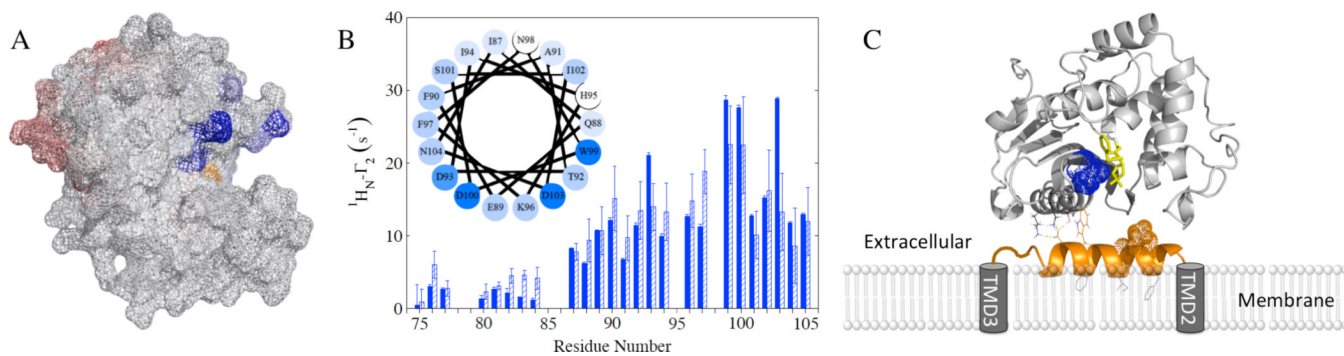 A
B
C
40
30
20
10
0
¹H_N-Γ₂ (s⁻¹)
75
80
85
90
95
100
105
Residue Number
N98
I87
A91
I94
I102
S101
H95
F90
Q88
F97
W99
N104
T92
D93
D103
D100
K96
E89
Extracellular
Membrane
TMD3
TMD2